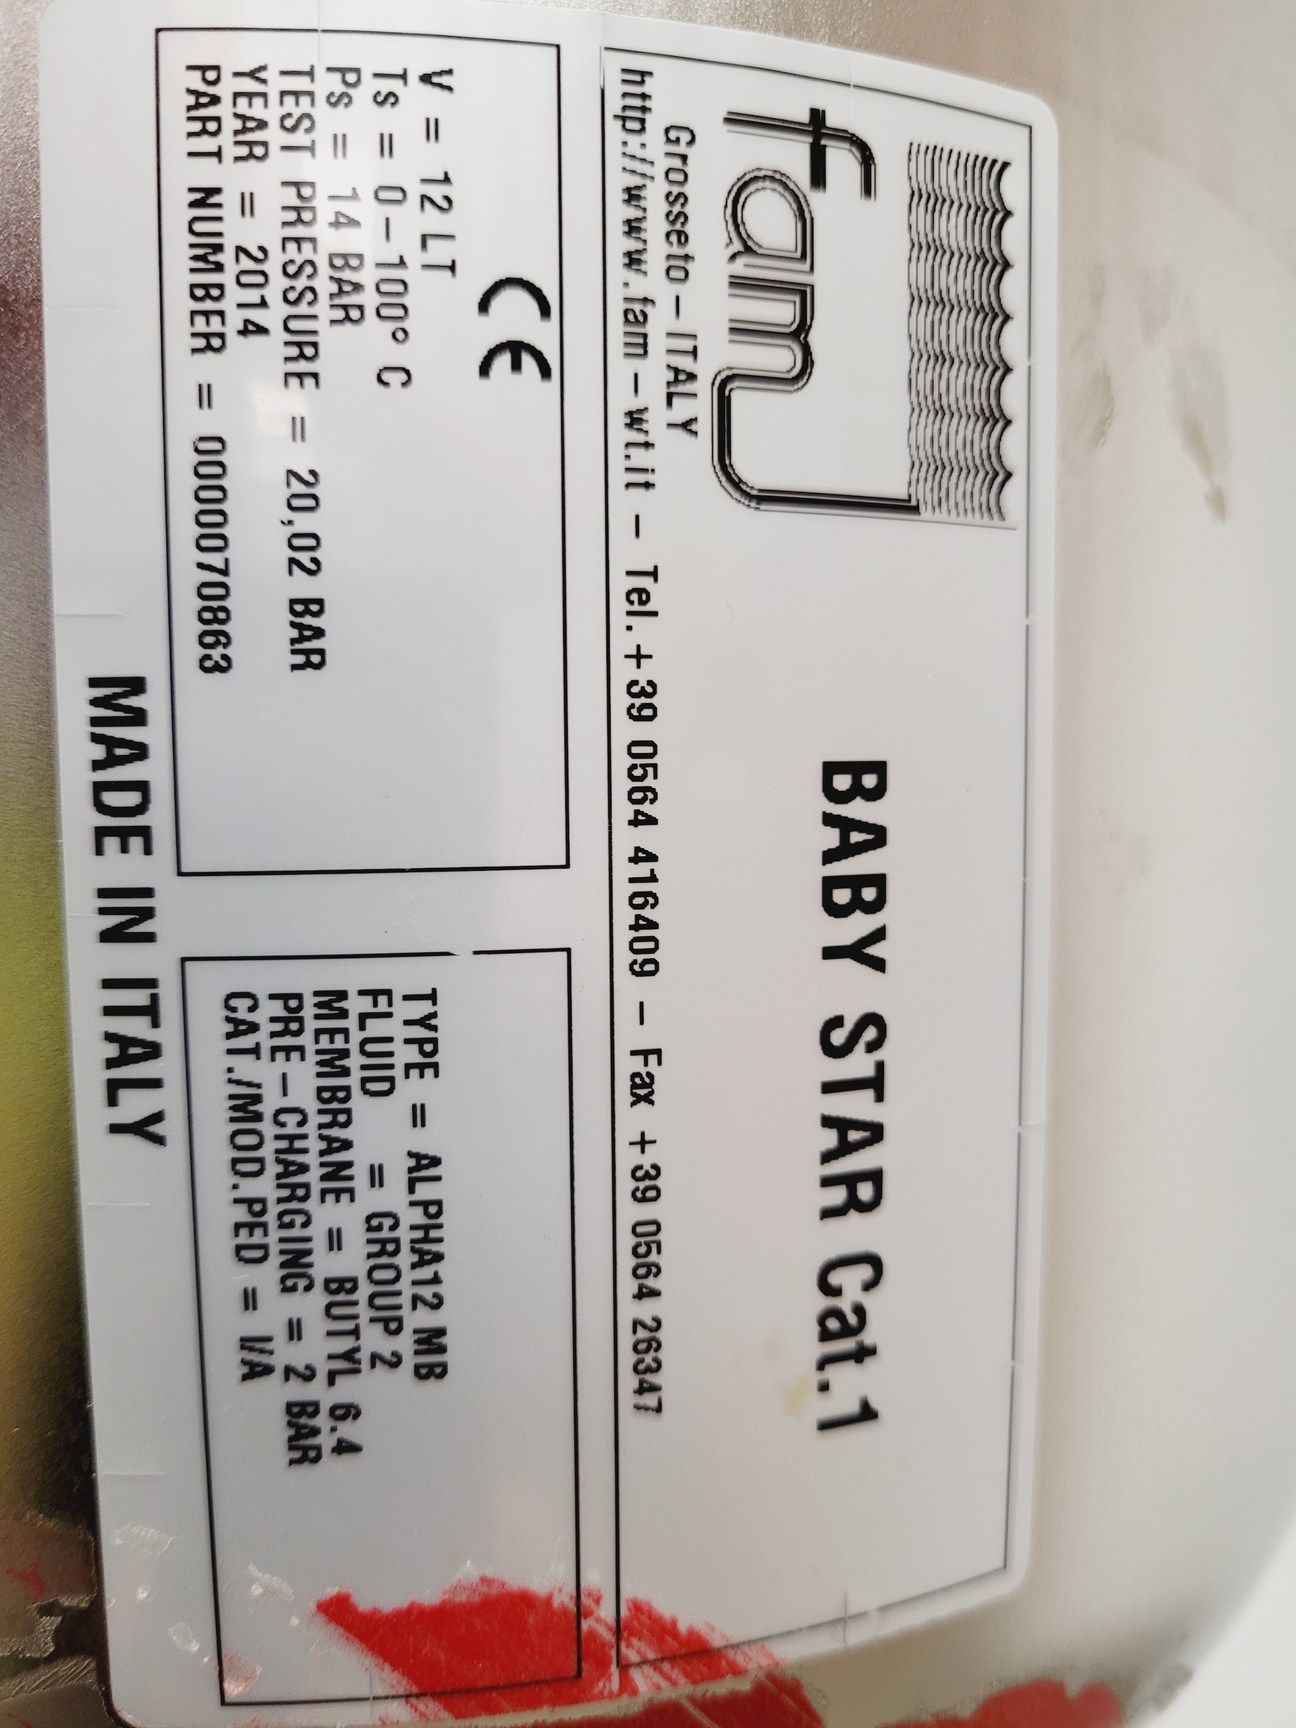 fam
BABY STAR Cat.1
Grosseto - ITALY
http://www.fam-wt.it - Tel. +39 0564 416409 - Fax +39 0564 26347
CE
V = 12 LT
Ts = 0-100° C
Ps = 14 BAR
TEST PRESSURE = 20,02 BAR
YEAR = 2014
PART NUMBER = 0000070863
TYPE = ALPHA12 MB
FLUID = GROUP 2
MEMBRANE = BUTYL 6.4
PRE-CHARGING = 2 BAR
CAT./MOD.PED = I/A
MADE IN ITALY